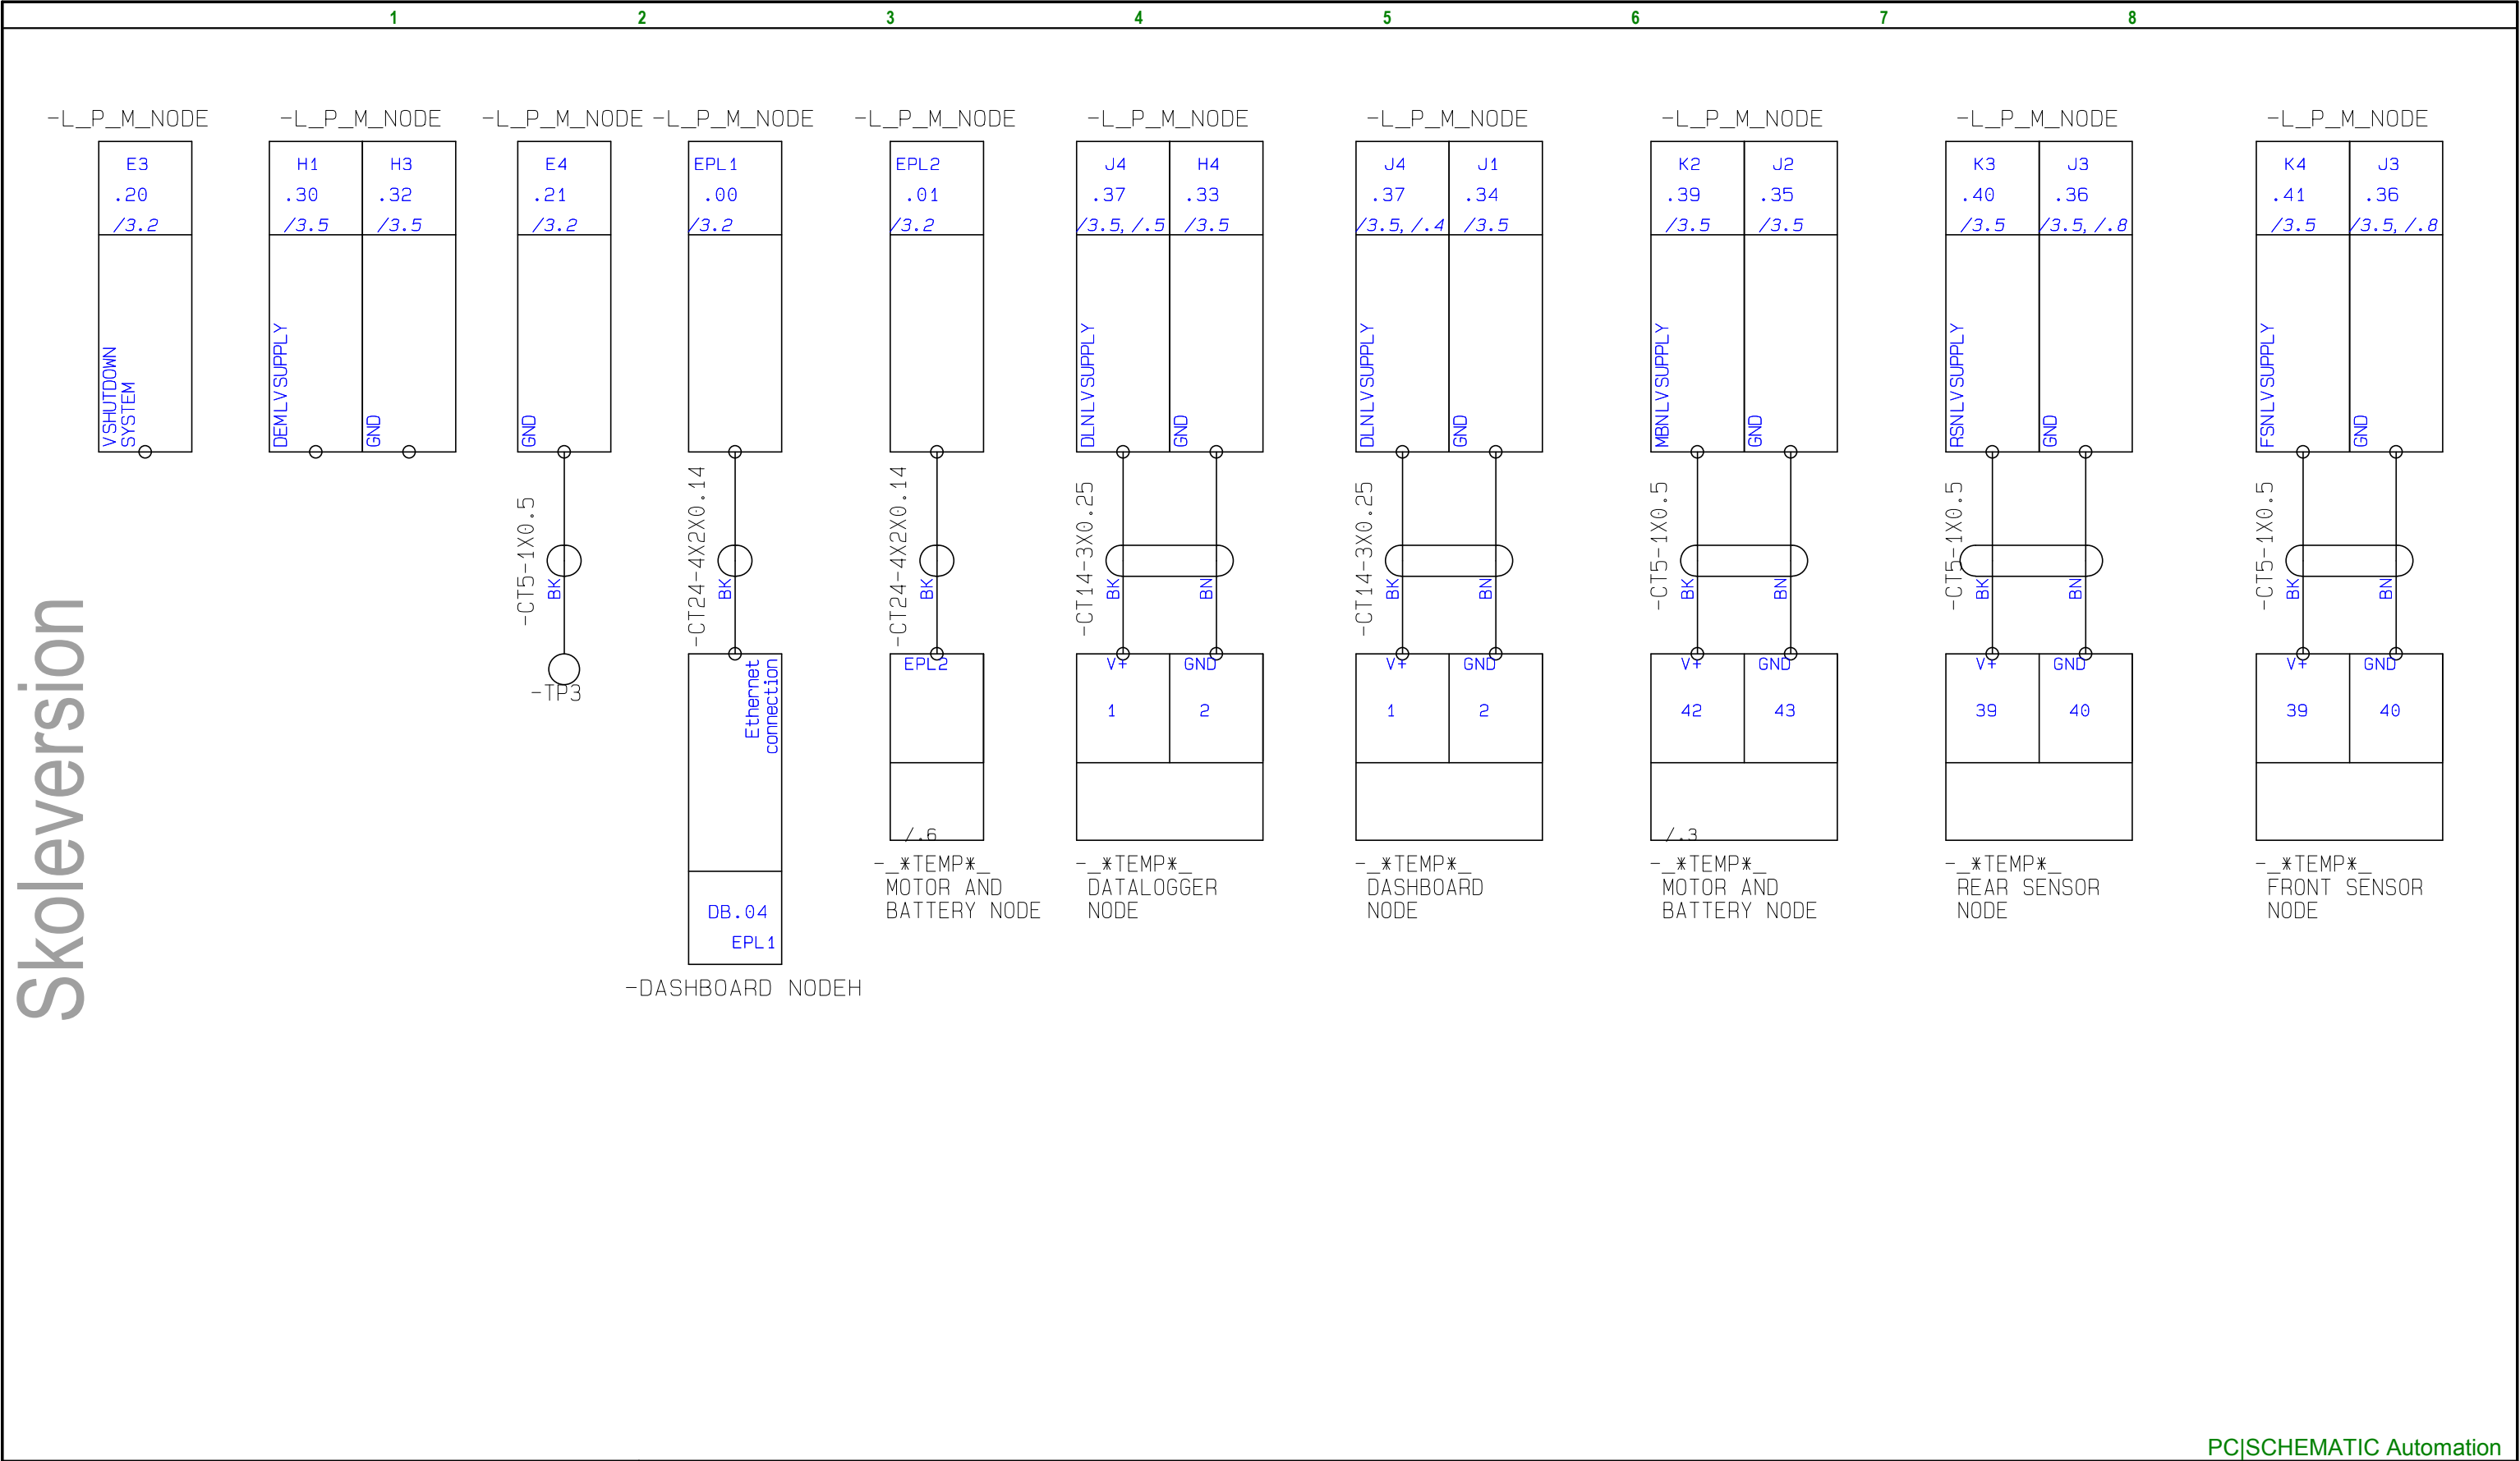 1 2 3 4 5 6 7 8
-L_P_M_NODE -L_P_M_NODE -L_P_M_NODE -L_P_M_NODE -L_P_M_NODE -L_P_M_NODE -L_P_M_NODE -L_P_M_NODE -L_P_M_NODE -L_P_M_NODE
E3 H1 H3 E4 EPL1 EPL2 J4 H4 J4 J1 K2 J2 K3 J3 K4 J3
.20 .30 .32 .21 .00 .01 .37 .33 .37 .34 .39 .35 .40 .36 .41 .36
/3.2 /3.5 /3.5 /3.2 /3.2 /3.2 /3.5,/.5 /3.5 /3.5,/.4 /3.5 /3.5 /3.5 /3.5 /3.5,/.8 /3.5 /3.5,/.8
VSHUTDOWN
SYSTEM
DEMLVSUPPLY
GND
GND
DLNLVSUPPLY
GND
DLNLVSUPPLY
GND
MBNLVSUPPLY
GND
RSNLVSUPPLY
GND
FSNLVSUPPLY
GND
-CT5-1X0.5
BK
-CT24-4X2X0.14
BK
-CT24-4X2X0.14
BK
-CT14-3X0.25
BK
BN
-CT14-3X0.25
BK
BN
-CT5-1X0.5
BK
BN
-CT5-1X0.5
BK
BN
-CT5-1X0.5
BK
BN
-TP3
Ethernet
connection
DB.04
EPL1
-DASHBOARD NODEH
EPL2
/.6
-_*TEMP*_
MOTOR AND
BATTERY NODE
V+ GND
1 2
-_*TEMP*_
DATALOGGER
NODE
V+ GND
1 2
-_*TEMP*_
DASHBOARD
NODE
V+ GND
42 43
/.3
-_*TEMP*_
MOTOR AND
BATTERY NODE
V+ GND
39 40
-_*TEMP*_
REAR SENSOR
NODE
V+ GND
39 40
-_*TEMP*_
FRONT SENSOR
NODE
Skoleversion
PC|SCHEMATIC Automation